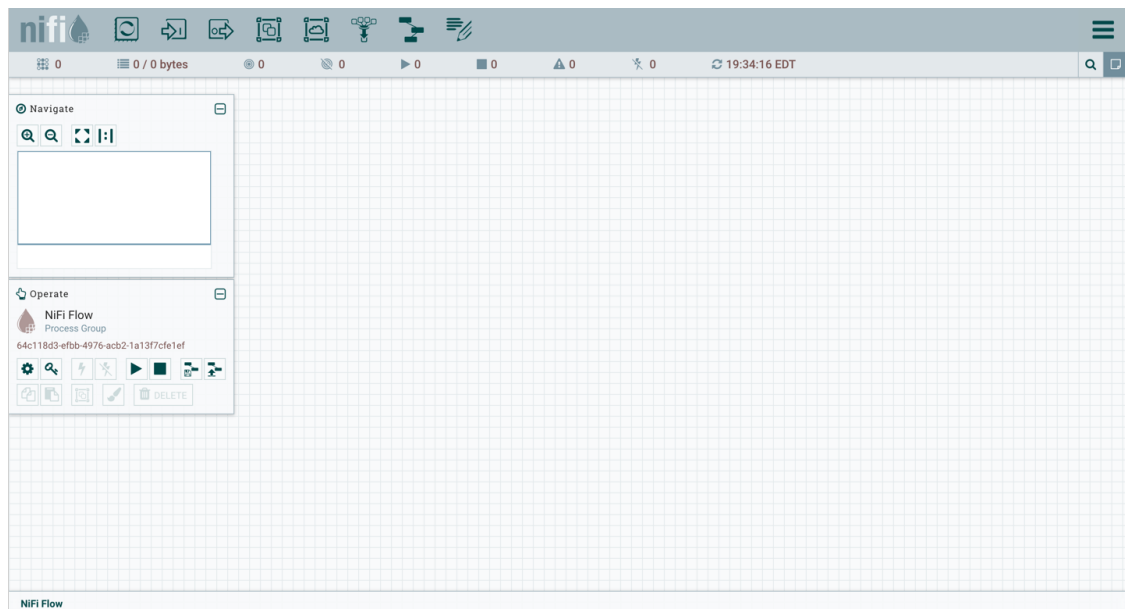 nifi
0
0 / 0 bytes
0
0
0
0
0
0
19:34:16 EDT
Navigate
Operate
NiFi Flow
Process Group
64c118d3-efbb-4976-acb2-1a13f7cfe1ef
DELETE
NiFi Flow